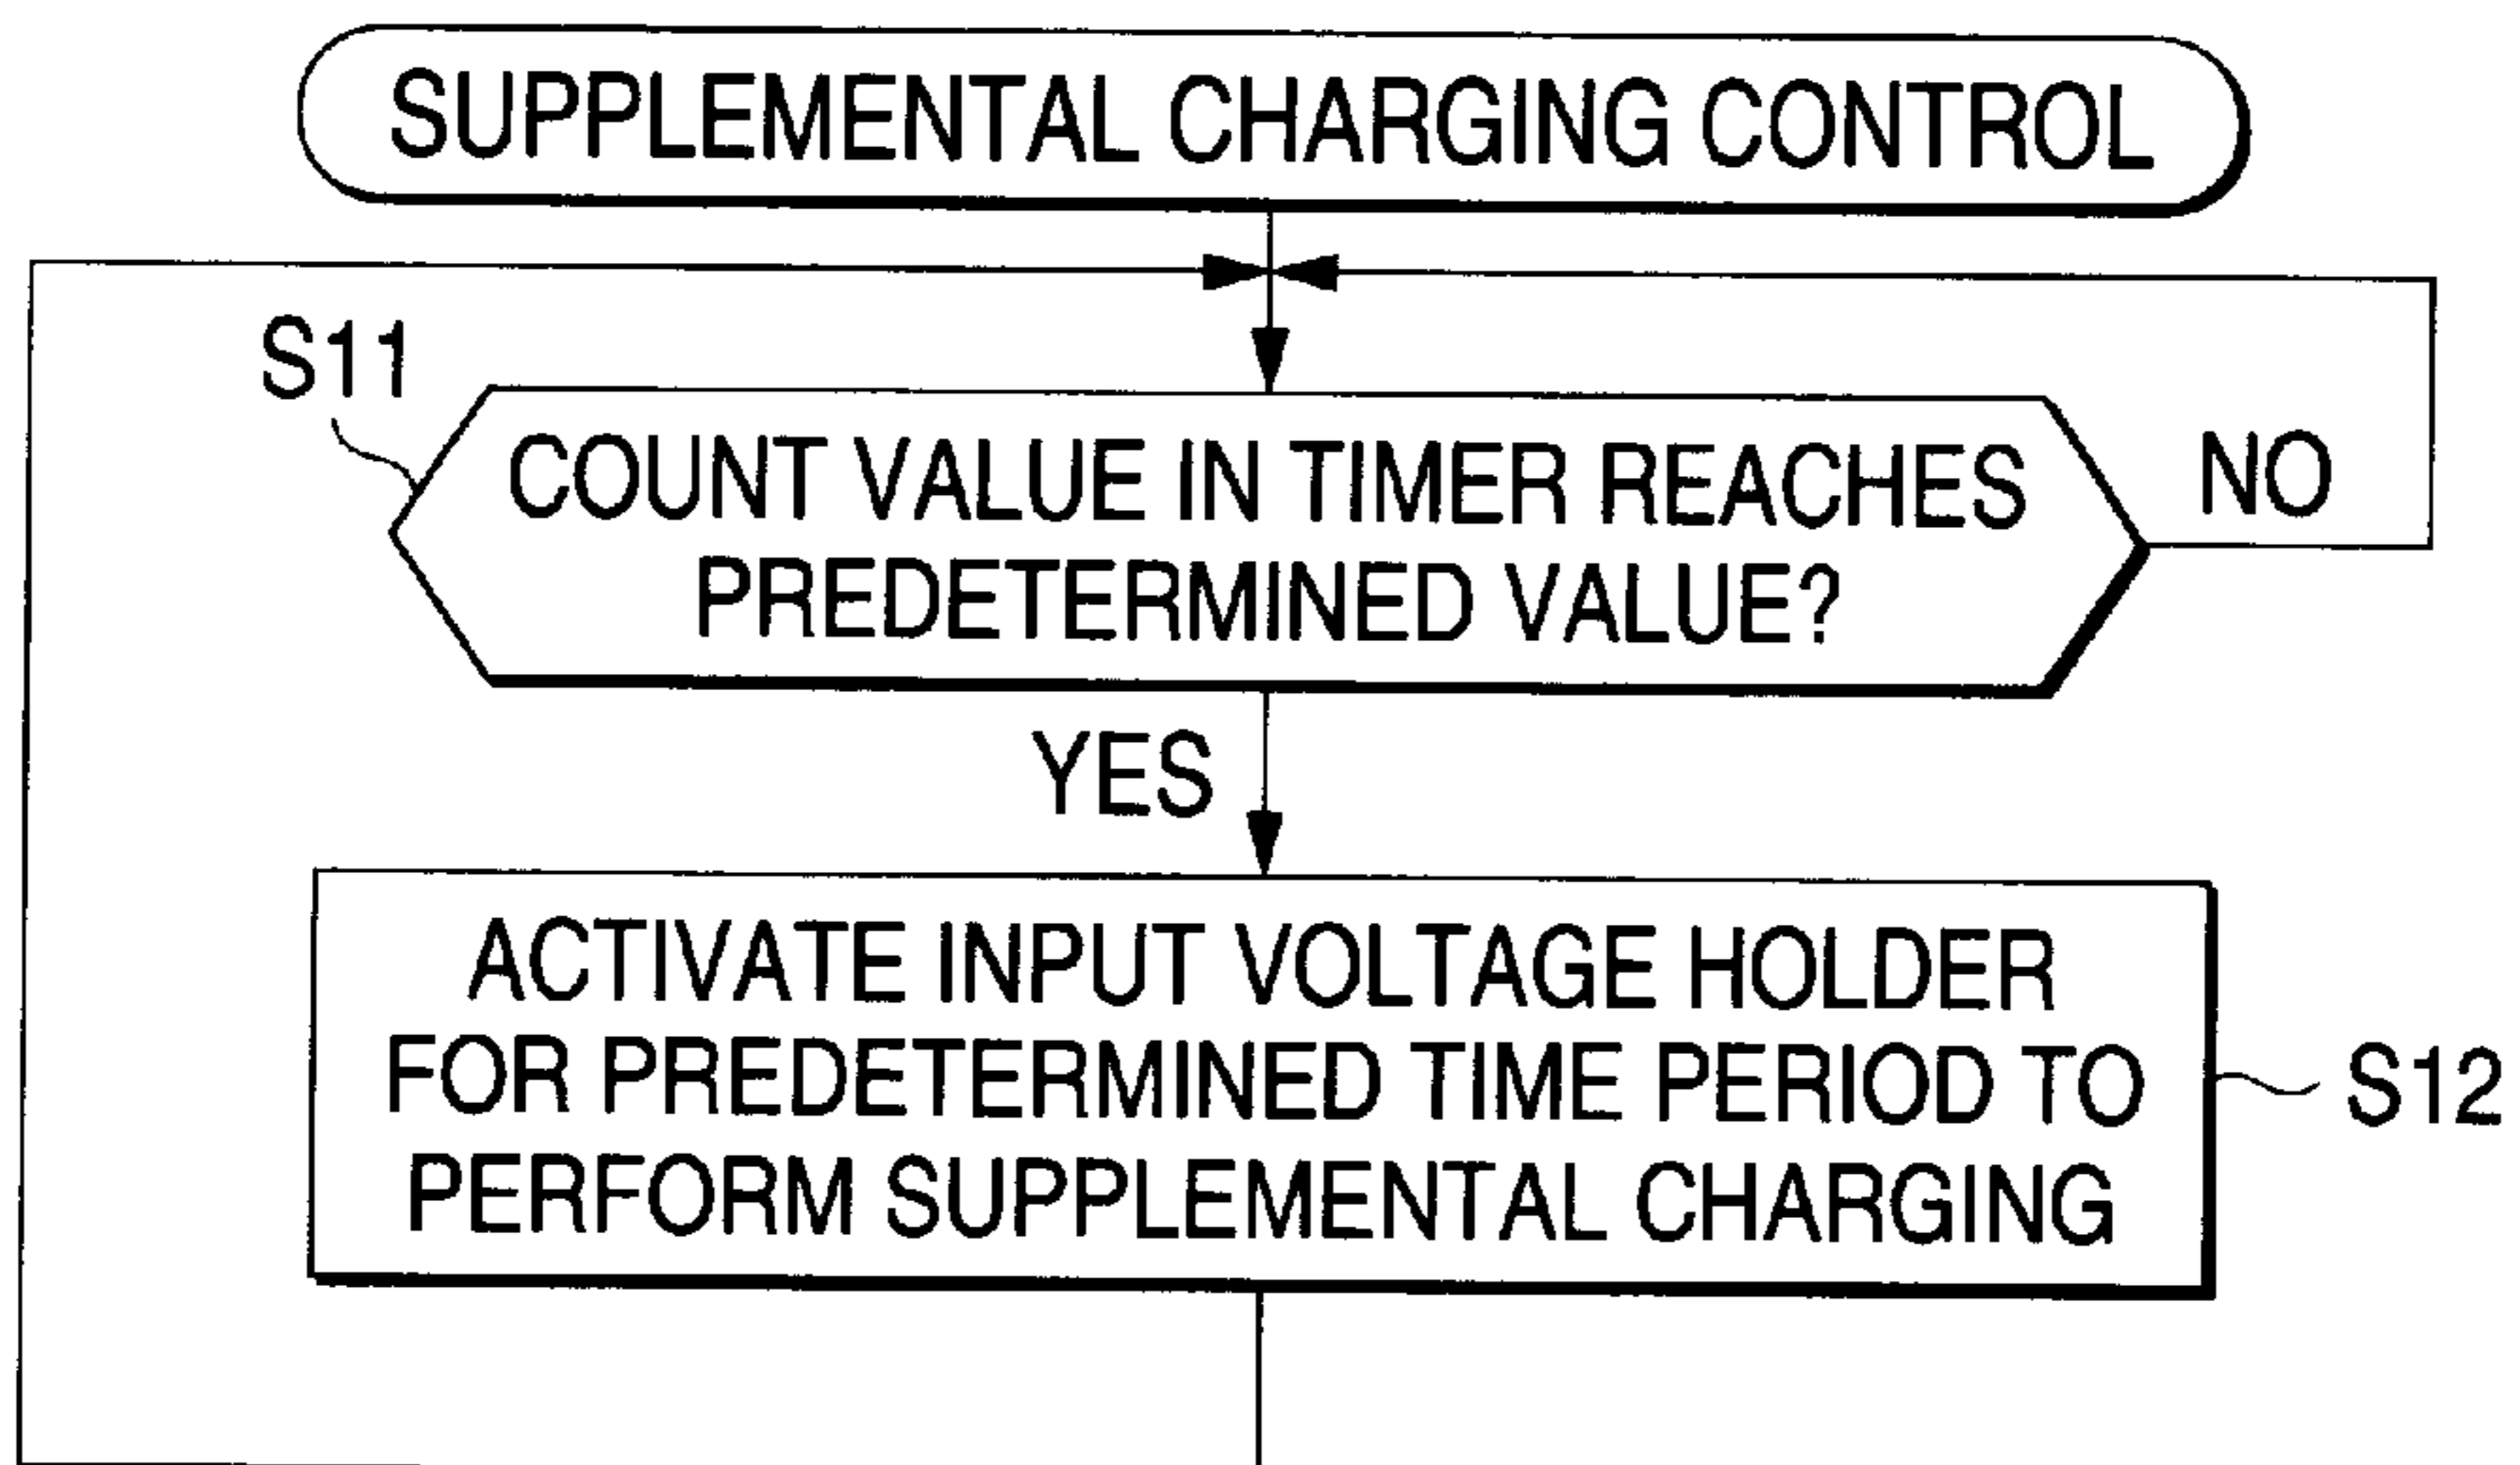 SUPPLEMENTAL CHARGING CONTROL
S11
COUNT VALUE IN TIMER REACHES
PREDETERMINED VALUE?
NO
YES
ACTIVATE INPUT VOLTAGE HOLDER
FOR PREDETERMINED TIME PERIOD TO
PERFORM SUPPLEMENTAL CHARGING
S12